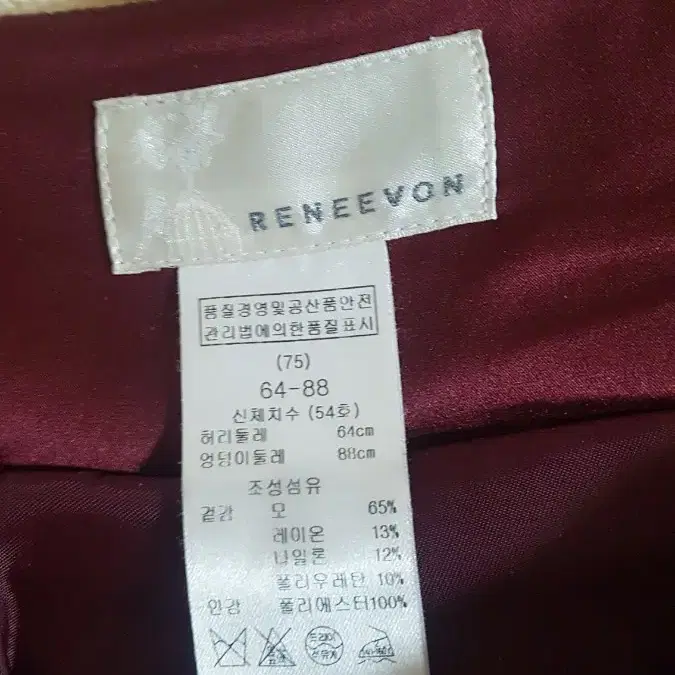 RENEEVON
품질경영및공산품안전
관리법에의한품질표시
(75)
64-88
신체치수 (54호)
허리둘레 64cm
엉덩이둘레 88cm
조성섬유
겉감 모 65%
레이온 13%
나일론 12%
폴리우레탄 10%
안감 폴리에스터100%
드라이